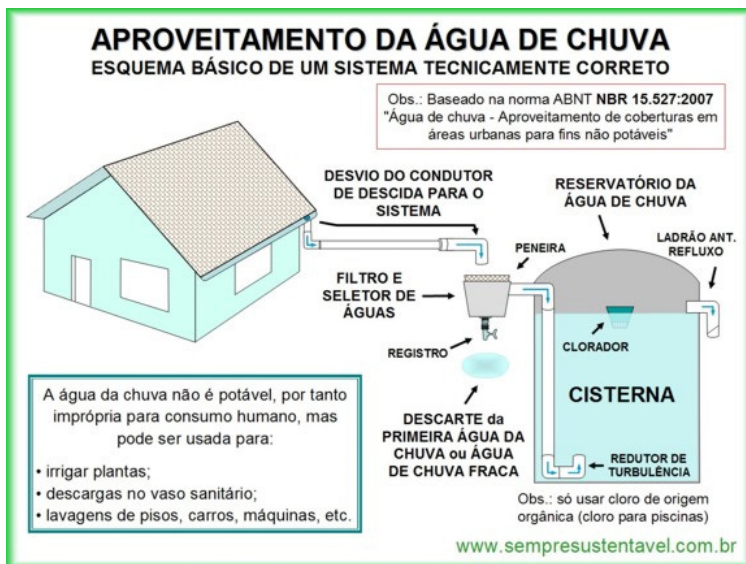 APROVEITAMENTO DA ÁGUA DE CHUVA
ESQUEMA BÁSICO DE UM SISTEMA TECNICAMENTE CORRETO
Obs.: Baseado na norma ABNT NBR 15.527:2007
"Água de chuva - Aproveitamento de coberturas em
áreas urbanas para fins não potáveis"
DESVIO DO CONDUTOR
DE DESCIDA PARA O
SISTEMA
RESERVATÓRIO DA
ÁGUA DE CHUVA
LADRÃO ANT.
REFLUXO
PENEIRA
FILTRO E
SELETOR DE
ÁGUAS
REGISTRO
CLORADOR
CISTERNA
DESCARTE da
PRIMEIRA ÁGUA DA
CHUVA ou ÁGUA
DE CHUVA FRACA
REDUTOR DE
TURBULÊNCIA
A água da chuva não é potável, por tanto
imprópria para consumo humano, mas
pode ser usada para:
• irrigar plantas;
• descargas no vaso sanitário;
• lavagens de pisos, carros, máquinas, etc.
Obs.: só usar cloro de origem
orgânica (cloro para piscinas)
www.sempresustentavel.com.br